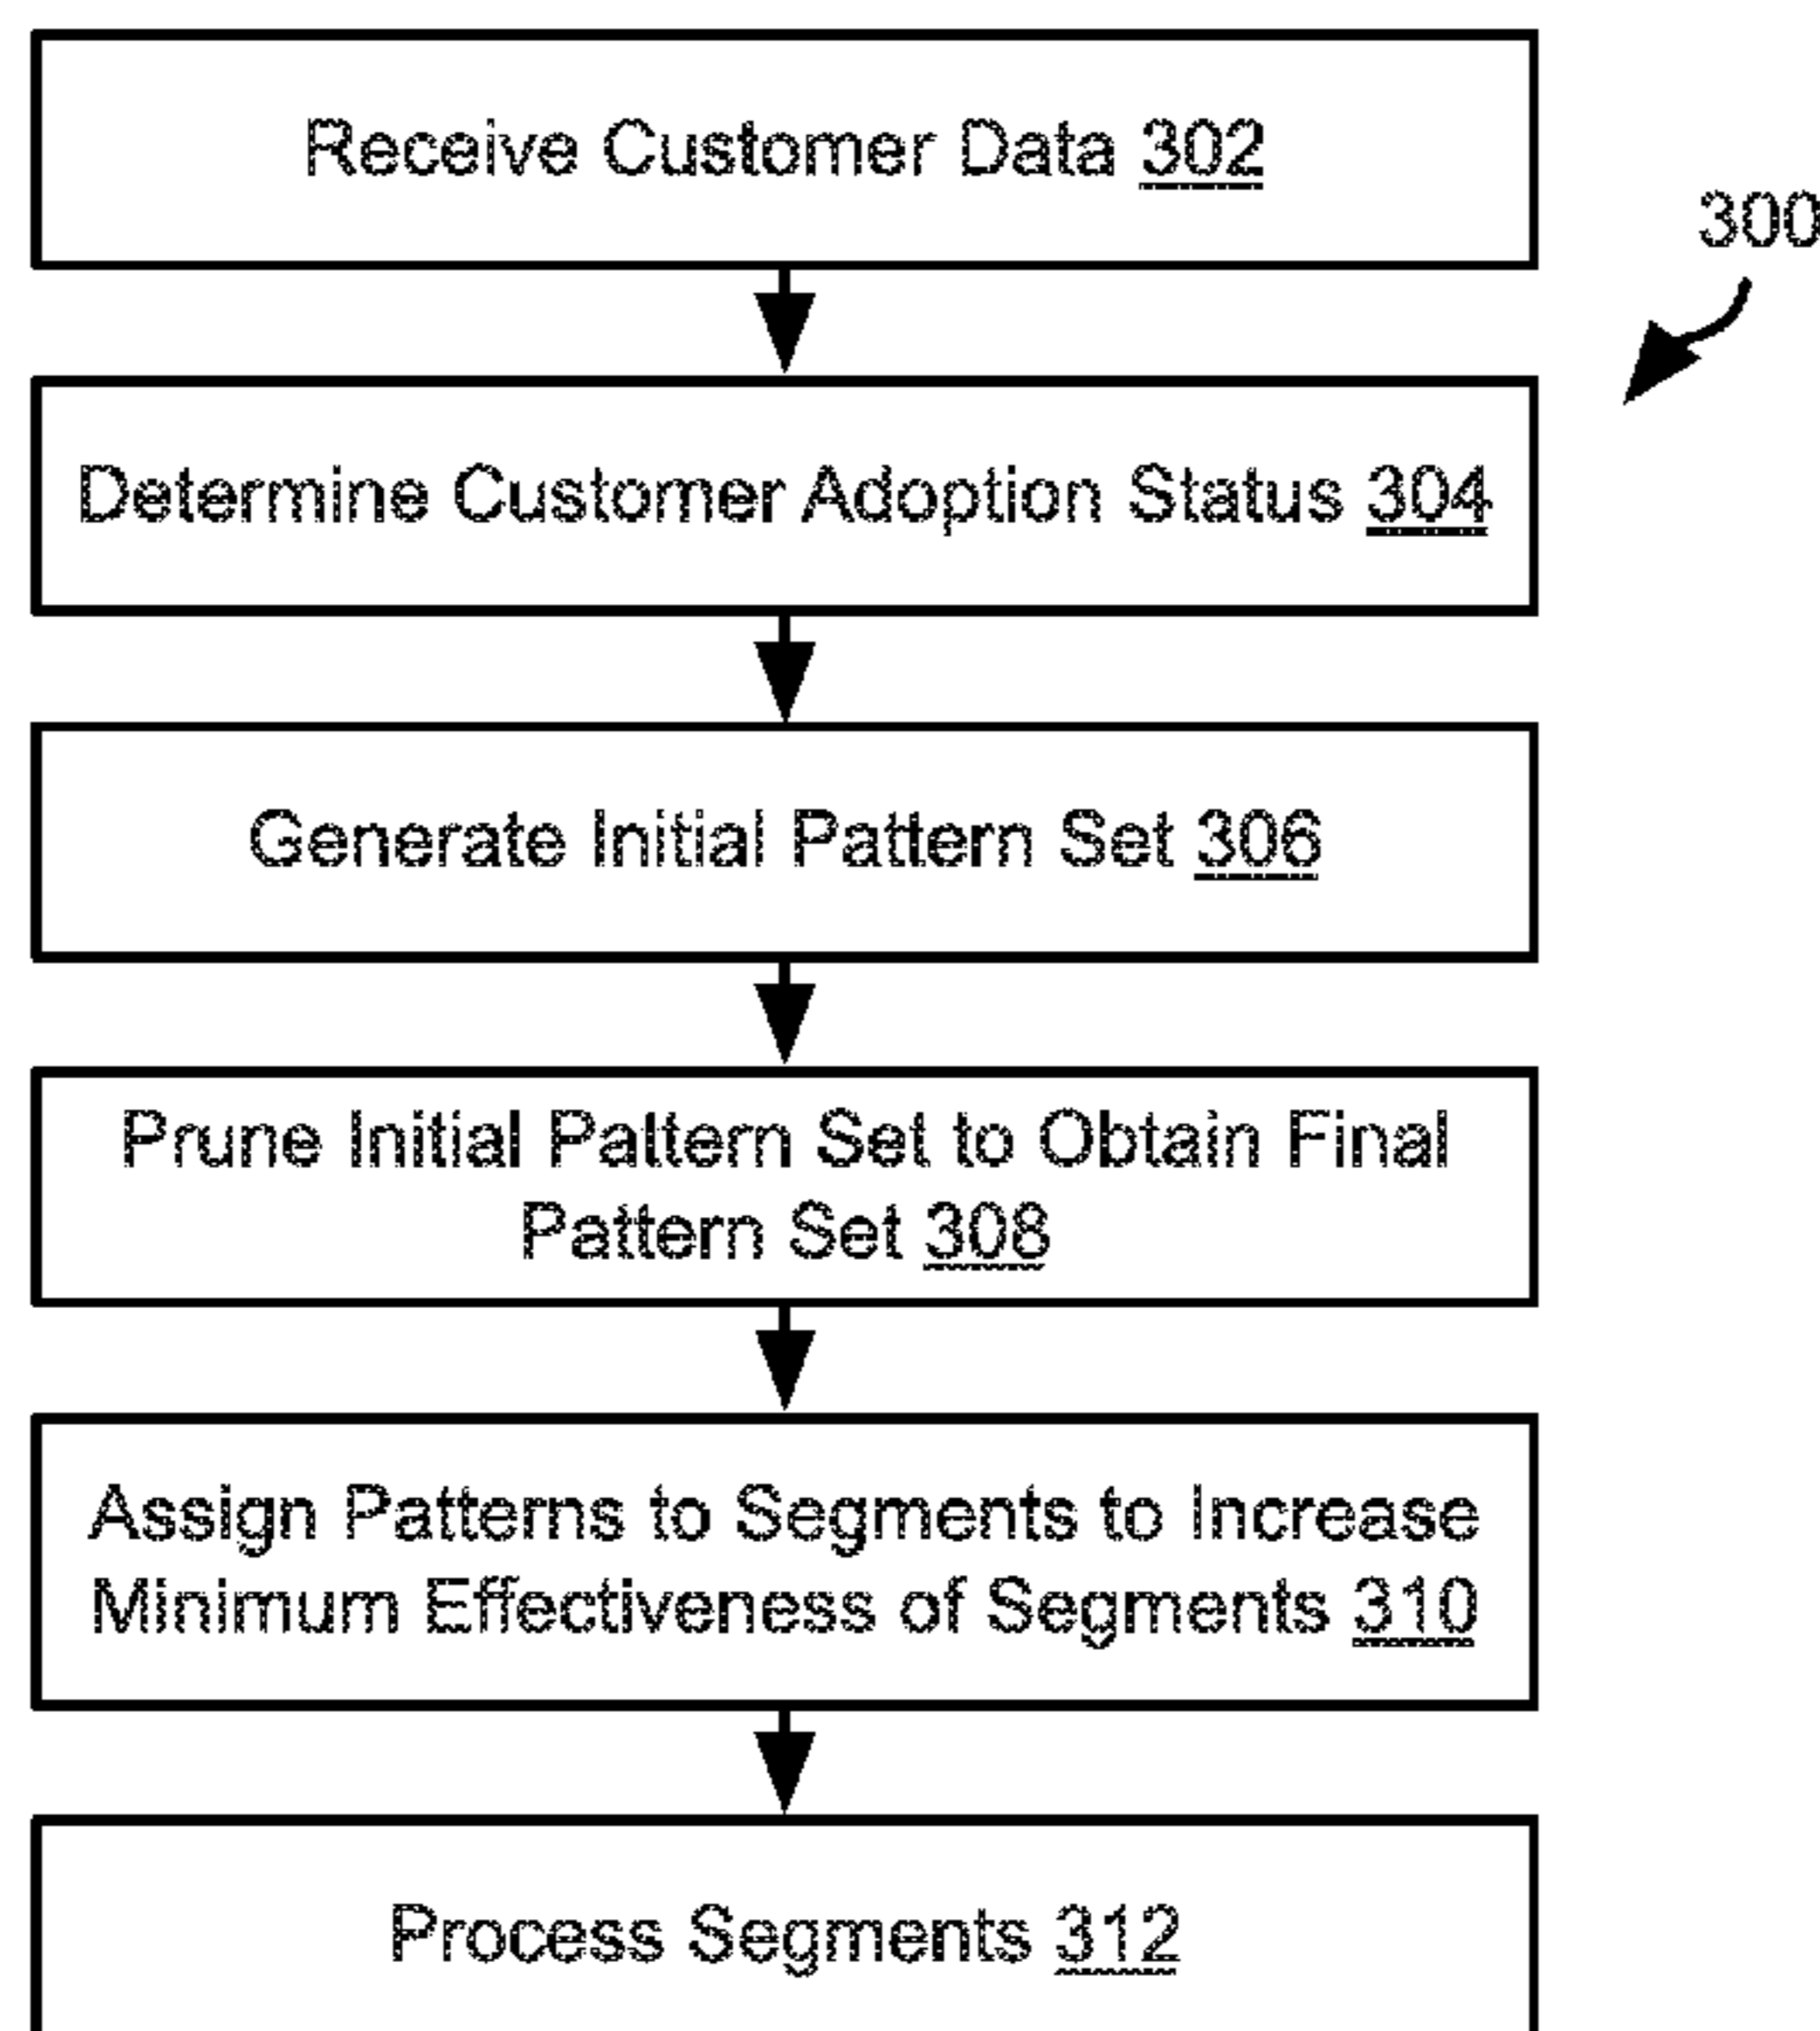 Receive Customer Data 302
300
Determine Customer Adoption Status 304
Generate Initial Pattern Set 306
Prune Initial Pattern Set to Obtain Final
Pattern Set 308
Assign Patterns to Segments to Increase
Minimum Effectiveness of Segments 310
Process Segments 312